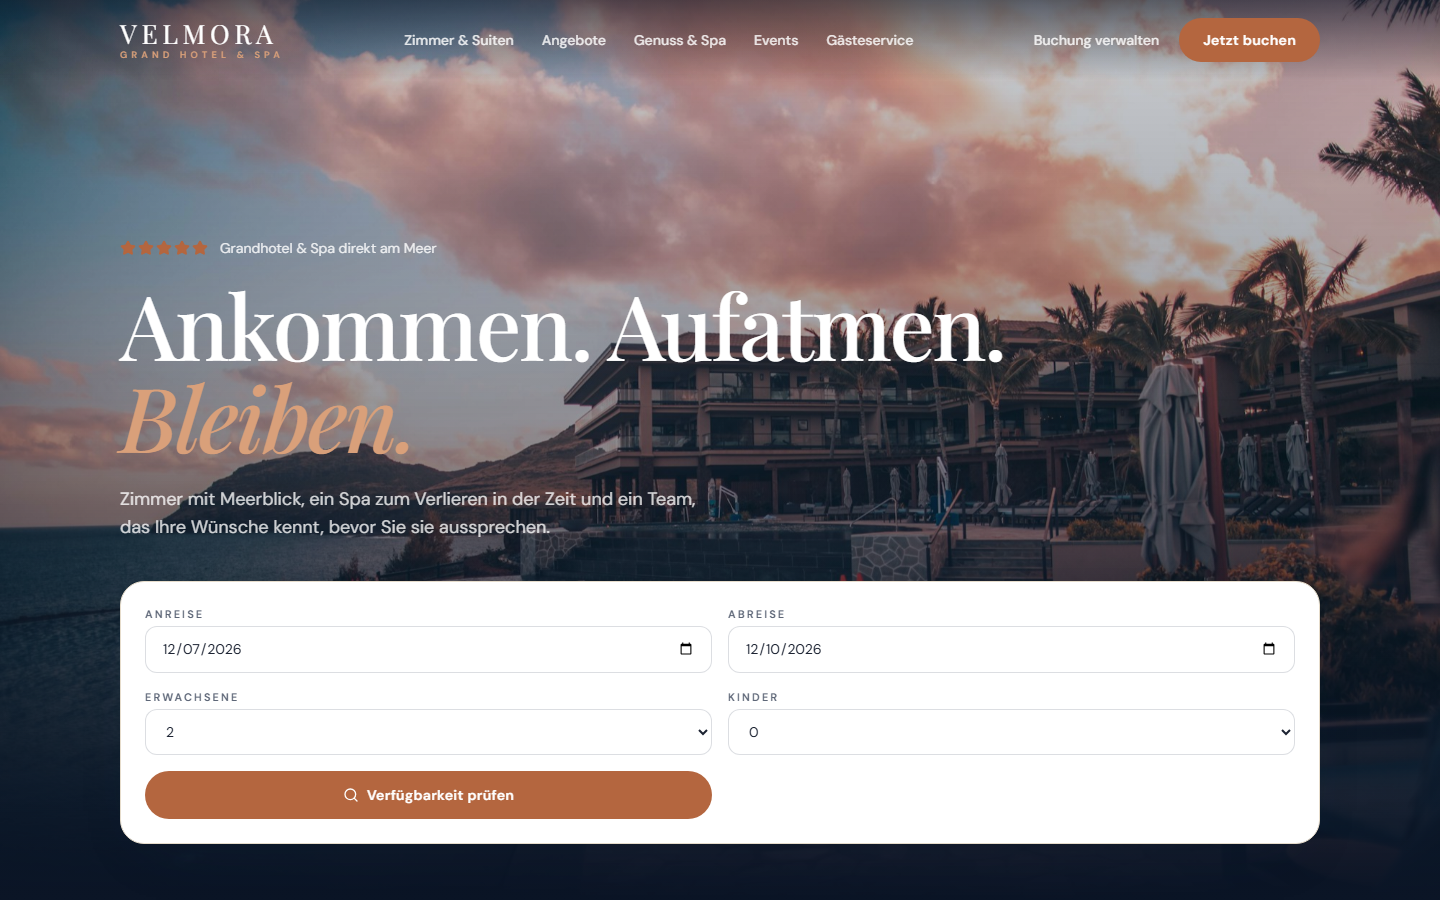 VELMORA
GRAND HOTEL & SPA
Zimmer & Suiten
Angebote
Genuss & Spa
Events
Gästeservice
Buchung verwalten
Jetzt buchen
Grandhotel & Spa direkt am Meer
Ankommen. Aufatmen.
Bleiben.
Zimmer mit Meerblick, ein Spa zum Verlieren in der Zeit und ein Team,
das Ihre Wünsche kennt, bevor Sie sie aussprechen.
ANREISE
12/07/2026
ABREISE
12/10/2026
ERWACHSENE
2
KINDER
0
Verfügbarkeit prüfen